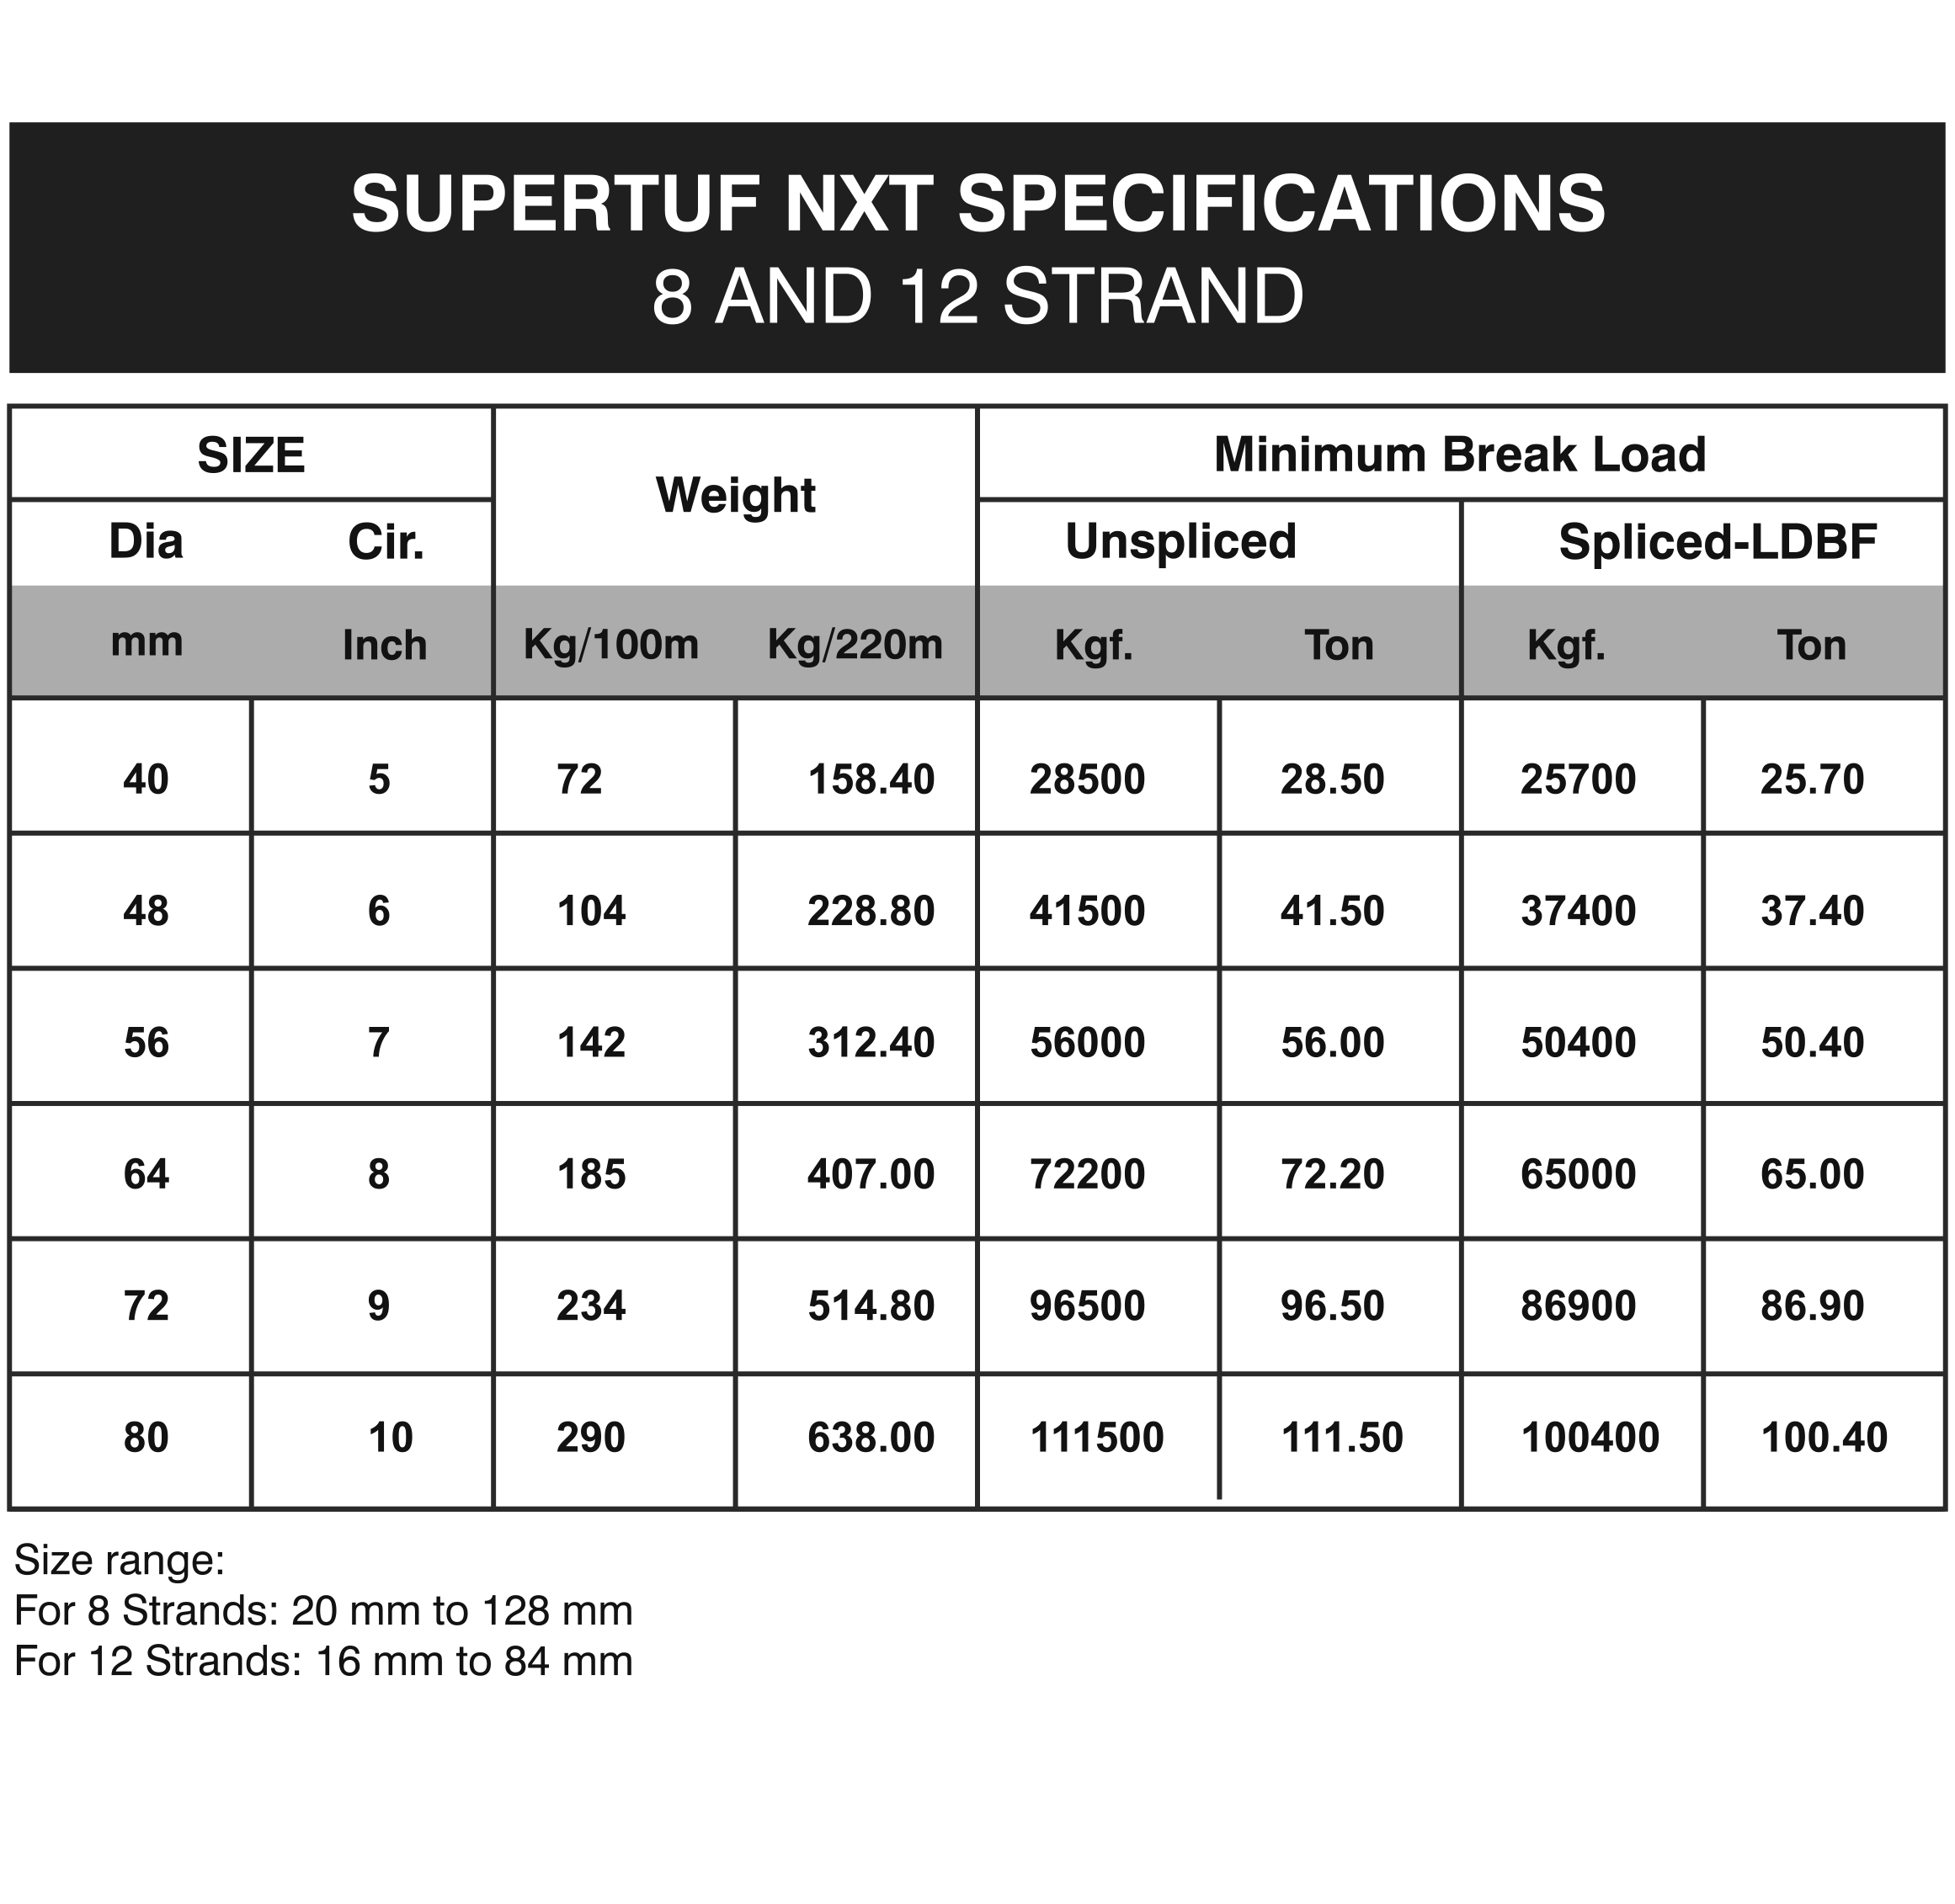 SUPERTUF NXT SPECIFICATIONS
8 AND 12 STRAND
SIZE Weight Minimum Break Load
Dia Cir. Unspliced Spliced-LDBF
mm Inch Kg/100m Kg/220m Kgf. Ton Kgf. Ton
40 5 72 158.40 28500 28.50 25700 25.70
48 6 104 228.80 41500 41.50 37400 37.40
56 7 142 312.40 56000 56.00 50400 50.40
64 8 185 407.00 72200 72.20 65000 65.00
72 9 234 514.80 96500 96.50 86900 86.90
80 10 290 638.00 111500 111.50 100400 100.40
Size range:
For 8 Strands: 20 mm to 128 mm
For 12 Strands: 16 mm to 84 mm